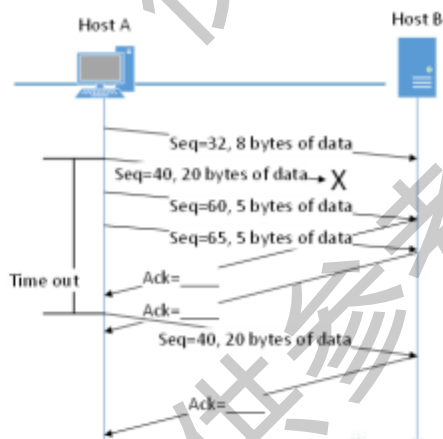 Host A
Host B
Seq=32, 8 bytes of data
Seq=40, 20 bytes of data
X
Seq=60, 5 bytes of data
Seq=65, 5 bytes of data
Time out
Ack=____
Ack=____
Seq=40, 20 bytes of data
Ack=____